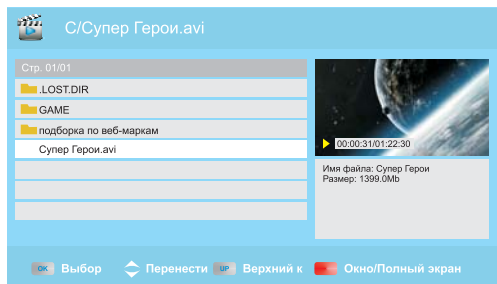 С/Супер Герои.avi
Стр. 01/01
.LOST.DIR
GAME
подборка по веб-маркам
Супер Герои.avi
00:00:31/01:22:30
Имя файла: Супер Герои
Размер: 1399.0Mb
OK Выбор Перенести UP Верхний к Окно/Полный экран